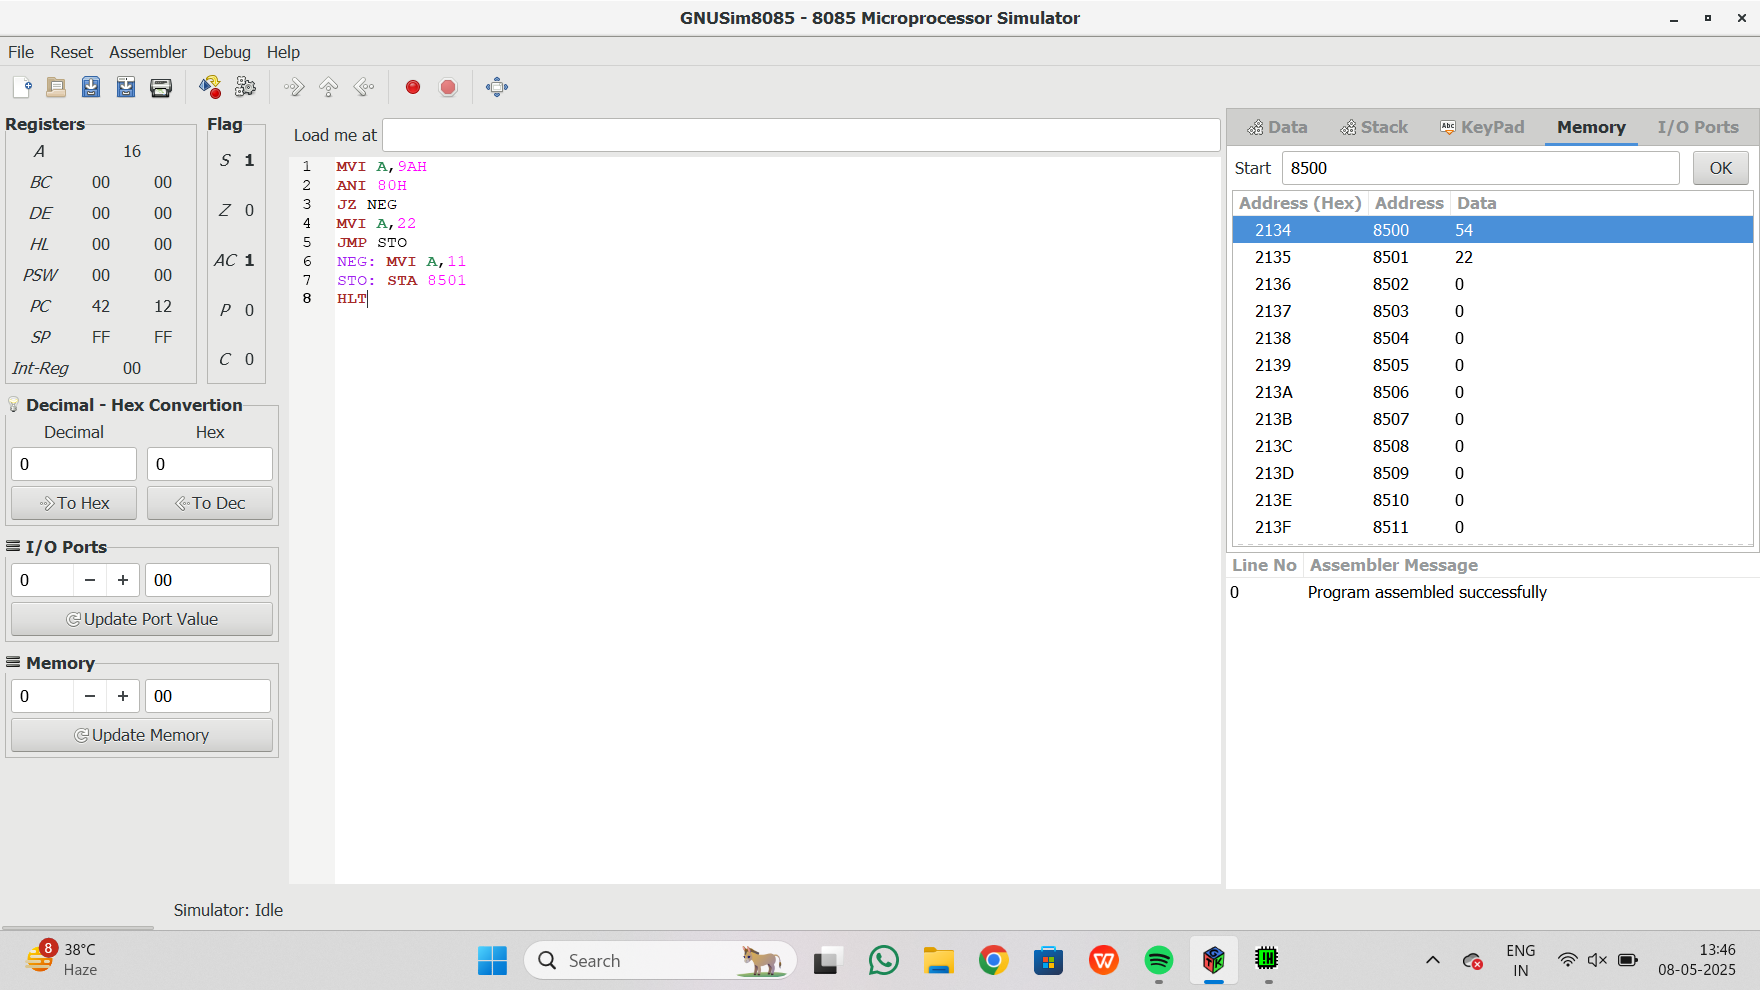 GNUSim8085 - 8085 Microprocessor Simulator
File Reset Assembler Debug Help
Registers
A 16
BC 00 00
DE 00 00
HL 00 00
PSW 00 00
PC 42 12
SP FF FF
Int-Reg 00
Flag
S 1
Z 0
AC 1
P 0
C 0
Decimal - Hex Convertion
Decimal Hex
0 0
To Hex To Dec
I/O Ports
0 − + 00
Update Port Value
Memory
0 − + 00
Update Memory
Load me at
1 MVI A,9AH
2 ANI 80H
3 JZ NEG
4 MVI A,22
5 JMP STO
6 NEG: MVI A,11
7 STO: STA 8501
8 HLT
Data Stack Abc KeyPad Memory I/O Ports
Start 8500 OK
Address (Hex) Address Data
2134 8500 54
2135 8501 22
2136 8502 0
2137 8503 0
2138 8504 0
2139 8505 0
213A 8506 0
213B 8507 0
213C 8508 0
213D 8509 0
213E 8510 0
213F 8511 0
Line No Assembler Message
0 Program assembled successfully
Simulator: Idle
8 38°C
Haze
Search
ENG
IN
13:46
08-05-2025